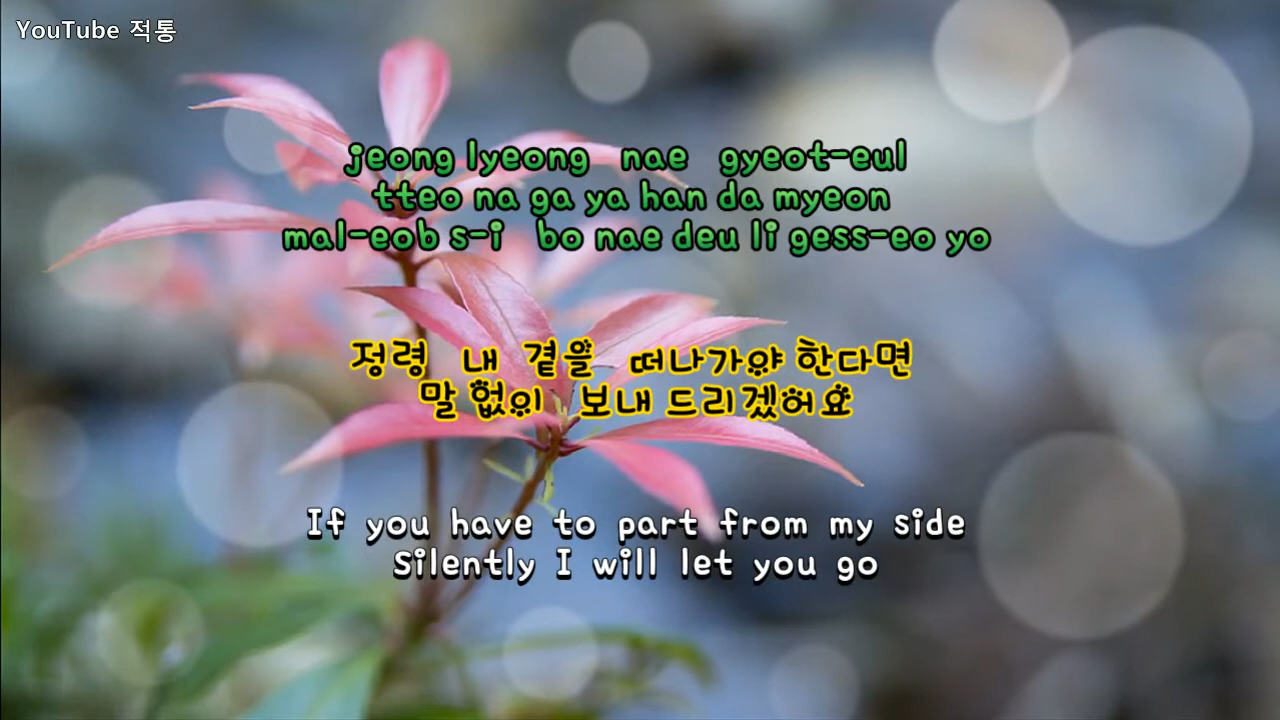 YouTube 적통
jeong lyeong nae gyeot-eul
tteo na ga ya han da myeon
mal-eob s-i bo nae deu li gess-eo yo
정령 내 곁을 떠나가야 한다면
말 없이 보내 드리겠어요
If you have to part from my side
Silently I will let you go